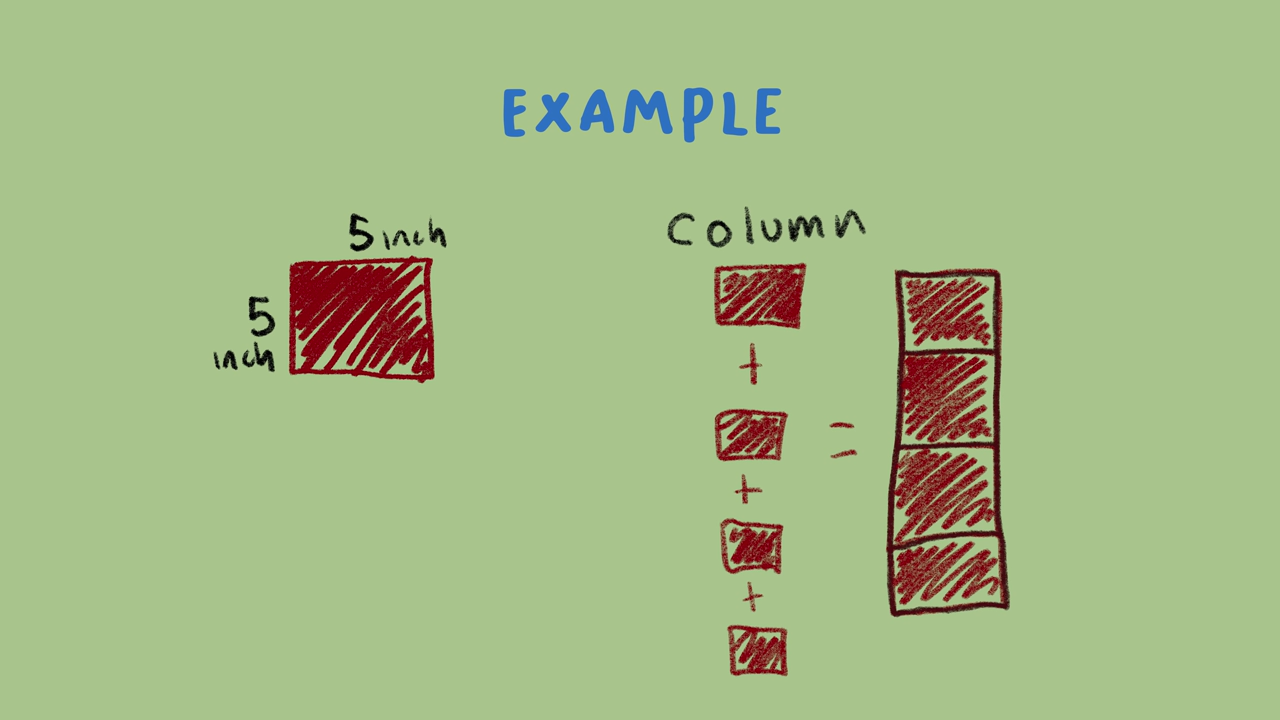 EXAMPLE
5 inch
5
inch
Column
+
=
+
+